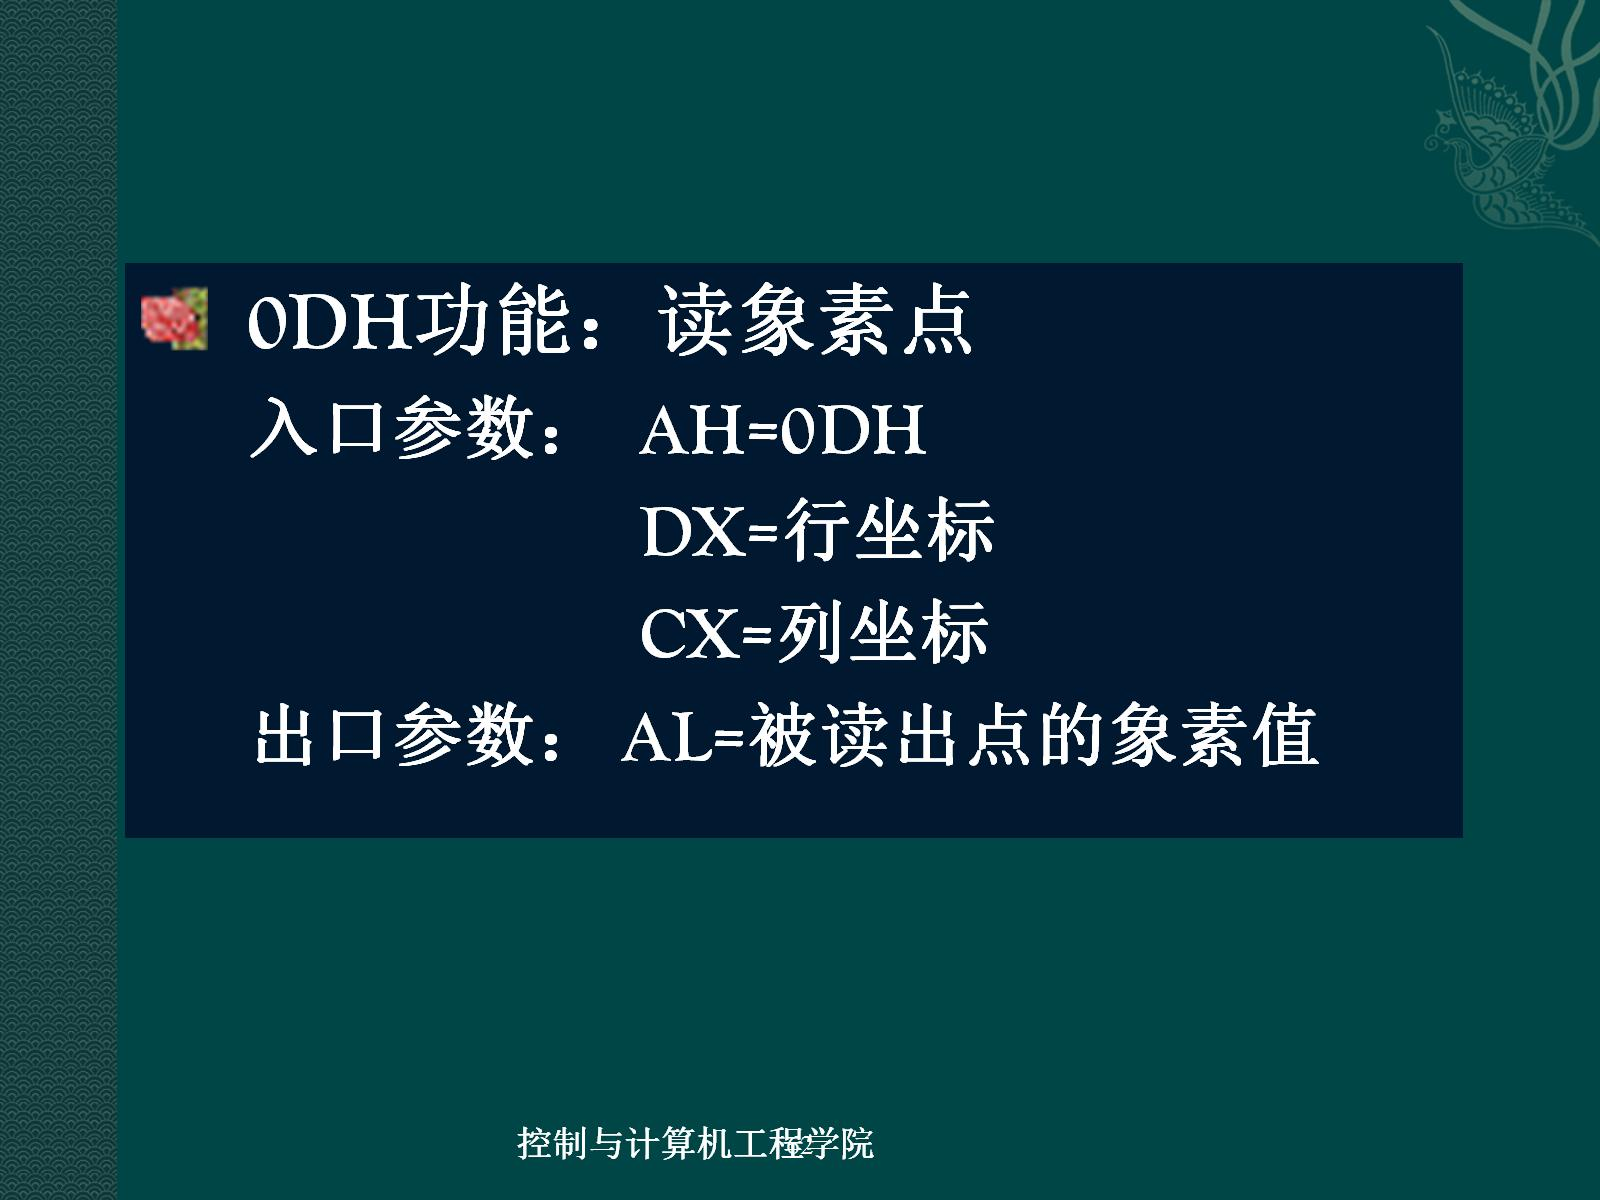 0DH功能： 读象素点
入口参数： AH=0DH
DX=行坐标
CX=列坐标
出口参数： AL=被读出点的象素值
控制与计算机工程学院